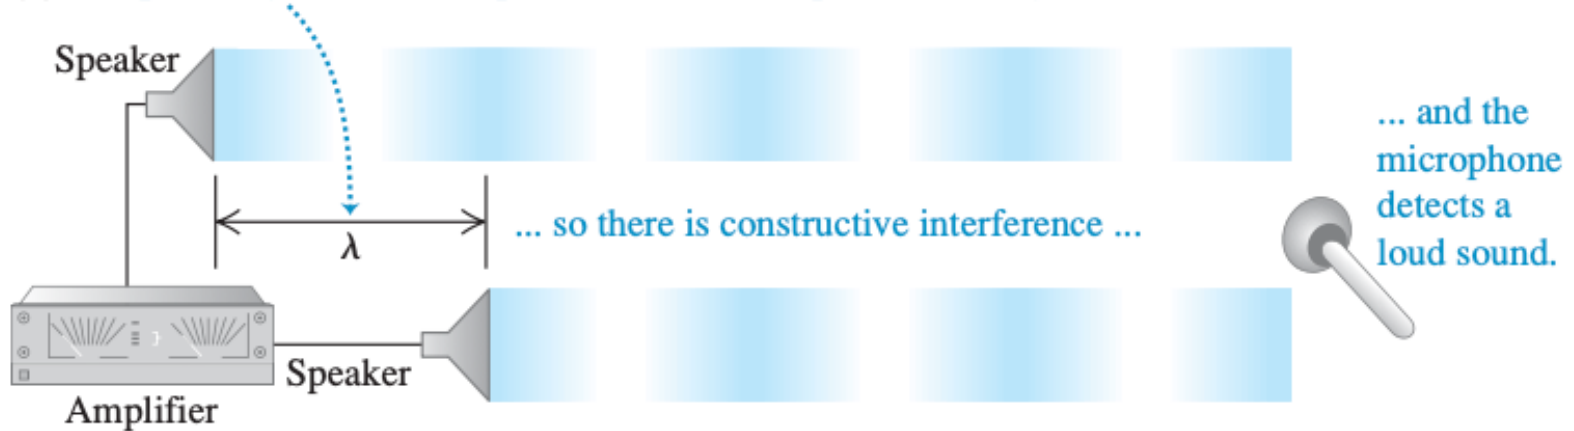 Speaker
... and the
microphone
detects a
loud sound.
... so there is constructive interference ...
λ
Speaker
Amplifier